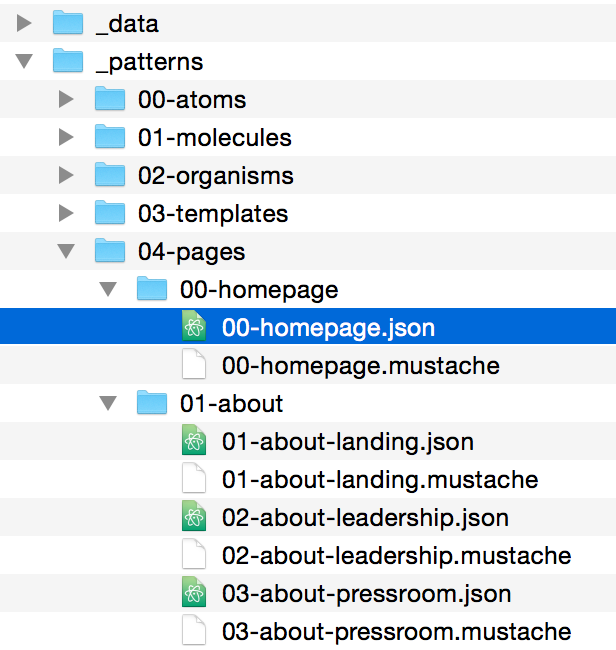 _data
_patterns
00-atoms
01-molecules
02-organisms
03-templates
04-pages
00-homepage
00-homepage.json
00-homepage.mustache
01-about
01-about-landing.json
01-about-landing.mustache
02-about-leadership.json
02-about-leadership.mustache
03-about-pressroom.json
03-about-pressroom.mustache